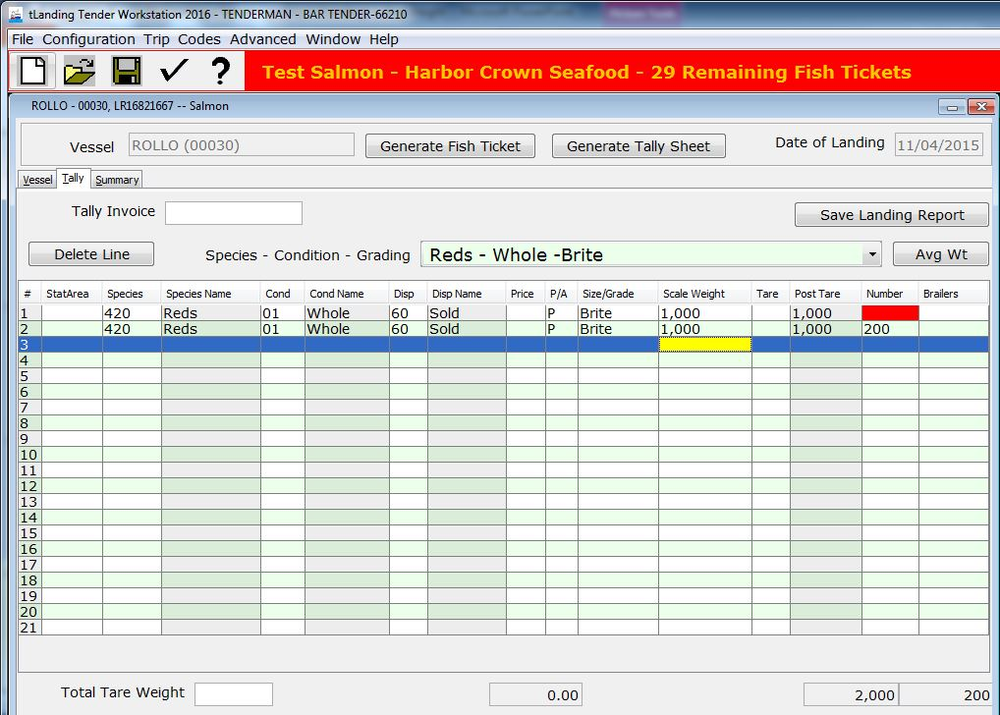 tLanding Tender Workstation 2016 - TENDERMAN - BAR TENDER-66210
File Configuration Trip Codes Advanced Window Help
? Test Salmon - Harbor Crown Seafood - 29 Remaining Fish Tickets
ROLLO - 00030, LR16821667 -- Salmon
Vessel ROLLO (00030) Generate Fish Ticket Generate Tally Sheet Date of Landing 11/04/2015
Vessel Tally Summary
Tally Invoice Save Landing Report
Delete Line Species - Condition - Grading Reds - Whole -Brite Avg Wt
# StatArea Species Species Name Cond Cond Name Disp Disp Name Price P/A Size/Grade Scale Weight Tare Post Tare Number Brailers
1 420 Reds 01 Whole 60 Sold P Brite 1,000 1,000
2 420 Reds 01 Whole 60 Sold P Brite 1,000 1,000 200
3
4
5
6
7
8
9
10
11
12
13
14
15
16
17
18
19
20
21
Total Tare Weight 0.00 2,000 200